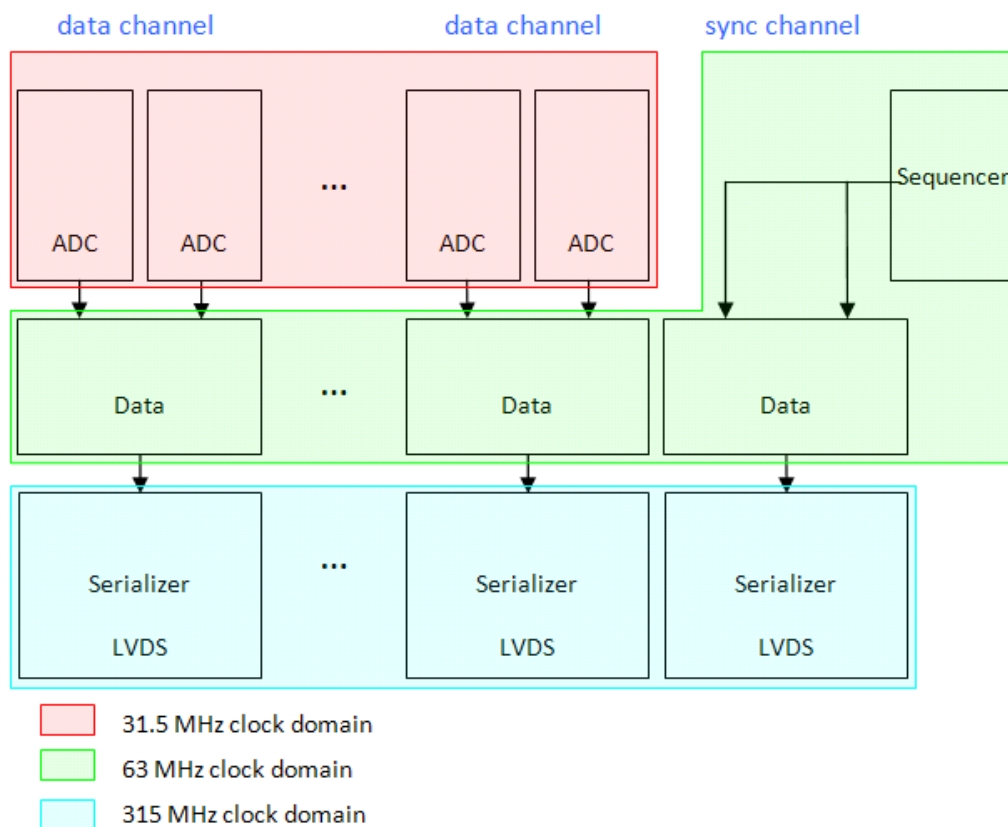 data channel data channel sync channel
... Sequencer
ADC ADC ADC ADC
...
Data Data Data
...
Serializer Serializer Serializer
LVDS LVDS LVDS
31.5 MHz clock domain
63 MHz clock domain
315 MHz clock domain